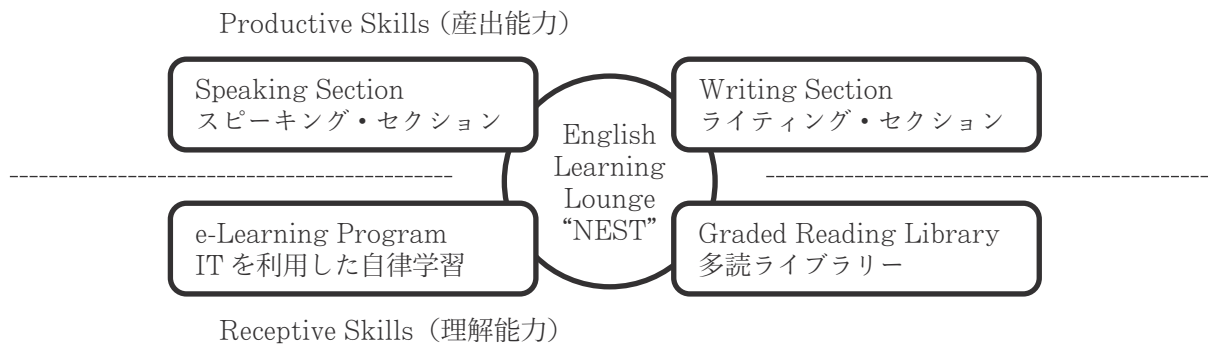 Productive Skills（産出能力）
Speaking Section
スピーキング・セクション
Writing Section
ライティング・セクション
English
Learning
Lounge
“NEST”
e-Learning Program
IT を利用した自律学習
Graded Reading Library
多読ライブラリー
Receptive Skills（理解能力）